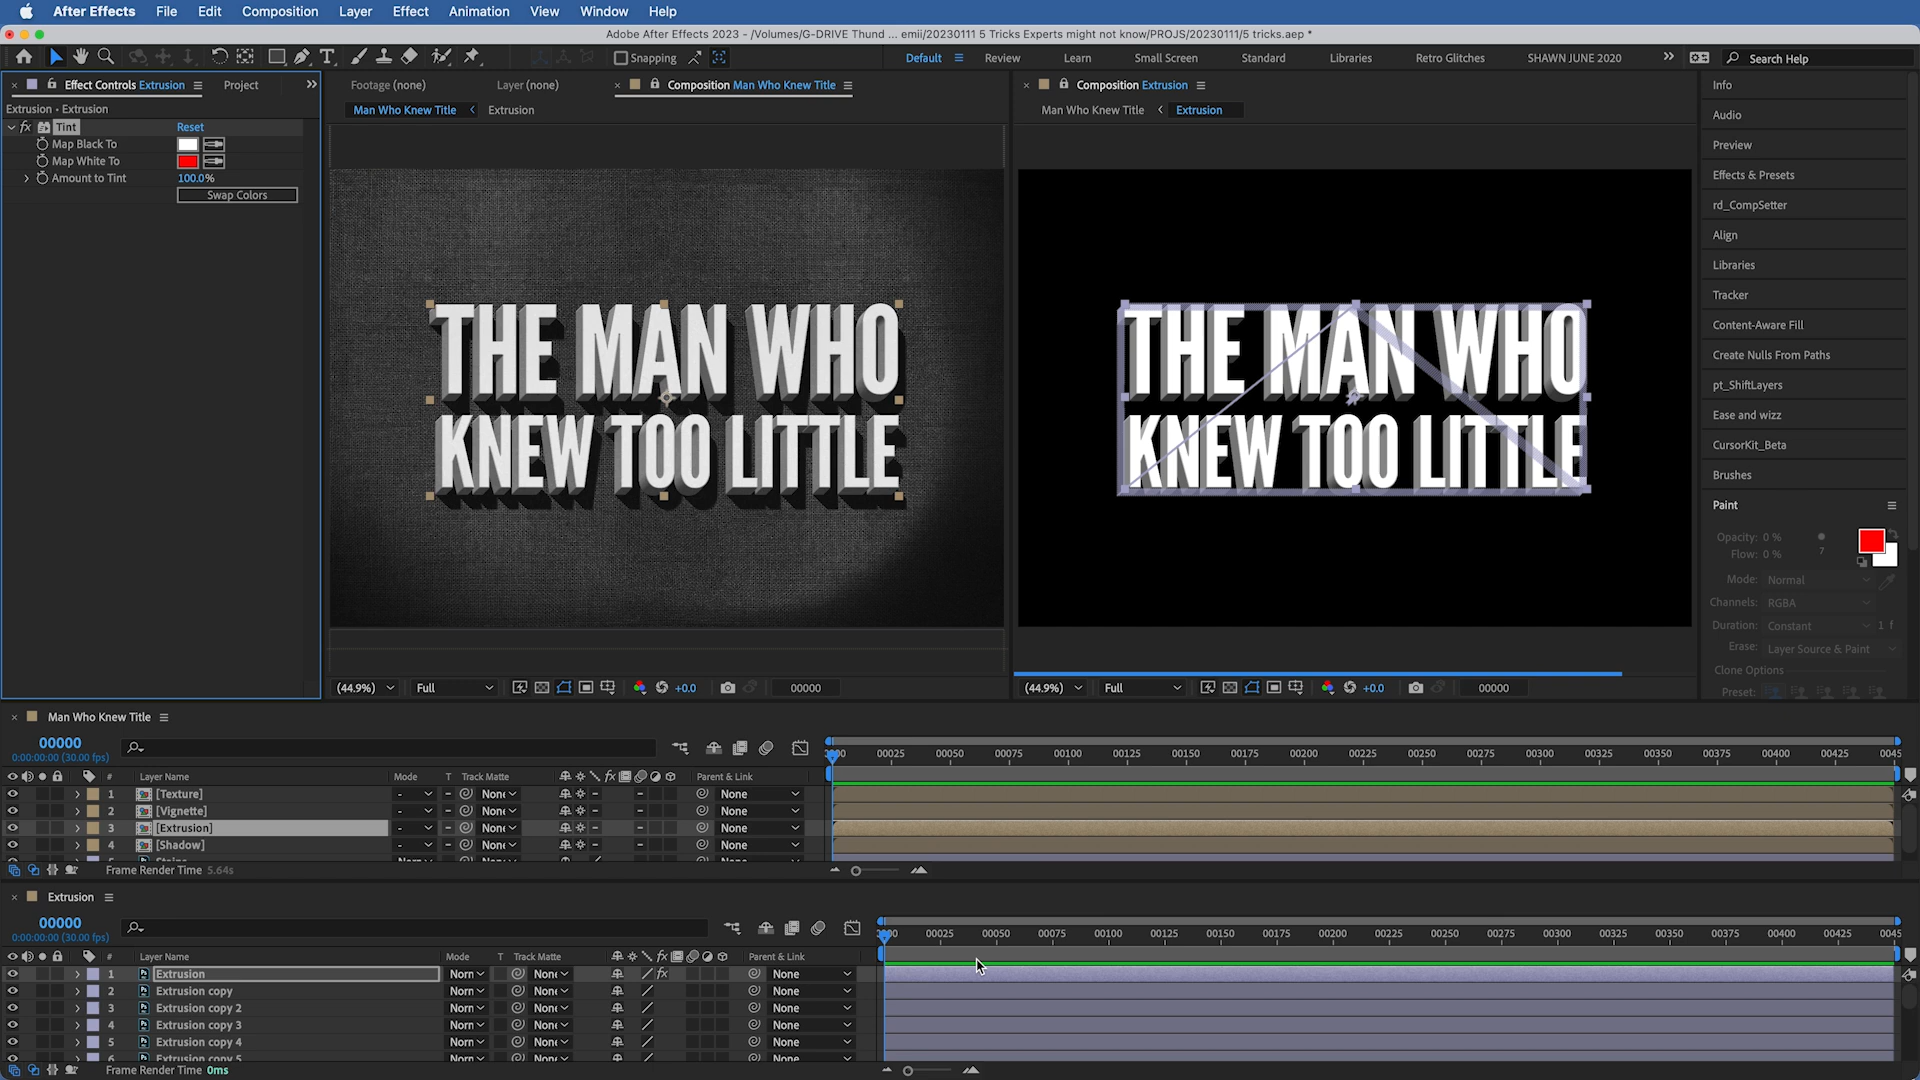 After Effects File Edit Composition Layer Effect Animation View Window Help
Adobe After Effects 2023 - /Volumes/G-DRIVE Thund ... emii/20230111 5 Tricks Experts might not know/PROJS/20230111/5 tricks.aep *
Snapping Default Review Learn Small Screen Standard Libraries Retro Glitches SHAWN JUNE 2020 Search Help
Effect Controls Extrusion Project
Extrusion • Extrusion
fx Tint Reset
Map Black To
Map White To
Amount to Tint 100.0%
Swap Colors
Footage (none) Layer (none) Composition Man Who Knew Title
Man Who Knew Title Extrusion
THE MAN WHO
KNEW TOO LITTLE
(44.9%) Full +0.0 00000
Composition Extrusion
Man Who Knew Title Extrusion
THE MAN WHO
KNEW TOO LITTLE
(44.9%) Full +0.0 00000
Info
Audio
Preview
Effects & Presets
rd_CompSetter
Align
Libraries
Tracker
Content-Aware Fill
Create Nulls From Paths
pt_ShiftLayers
Ease and wizz
CursorKit_Beta
Brushes
Paint
Opacity: 0 %
Flow: 0 % 7
Mode: Normal
Channels: RGBA
Duration: Constant 1 f
Erase: Layer Source & Paint
Clone Options
Preset:
Man Who Knew Title
00000
0:00:00:00 (30.00 fps)
00025 00050 00075 00100 00125 00150 00175 00200 00225 00250 00275 00300 00325 00350 00375 00400 00425
# Layer Name Mode T Track Matte fx Parent & Link
1 [Texture] - None None
2 [Vignette] - None None
3 [Extrusion] - None None
4 [Shadow] - None None
Frame Render Time 5.64s
Extrusion
00000
0:00:00:00 (30.00 fps)
00025 00050 00075 00100 00125 00150 00175 00200 00225 00250 00275 00300 00325 00350 00375 00400 00425
# Layer Name Mode T Track Matte fx Parent & Link
1 Extrusion Norn None fx None
2 Extrusion copy Norn None None
3 Extrusion copy 2 Norn None None
4 Extrusion copy 3 Norn None None
5 Extrusion copy 4 Norn None None
6 Extrusion copy 5
Frame Render Time 0ms